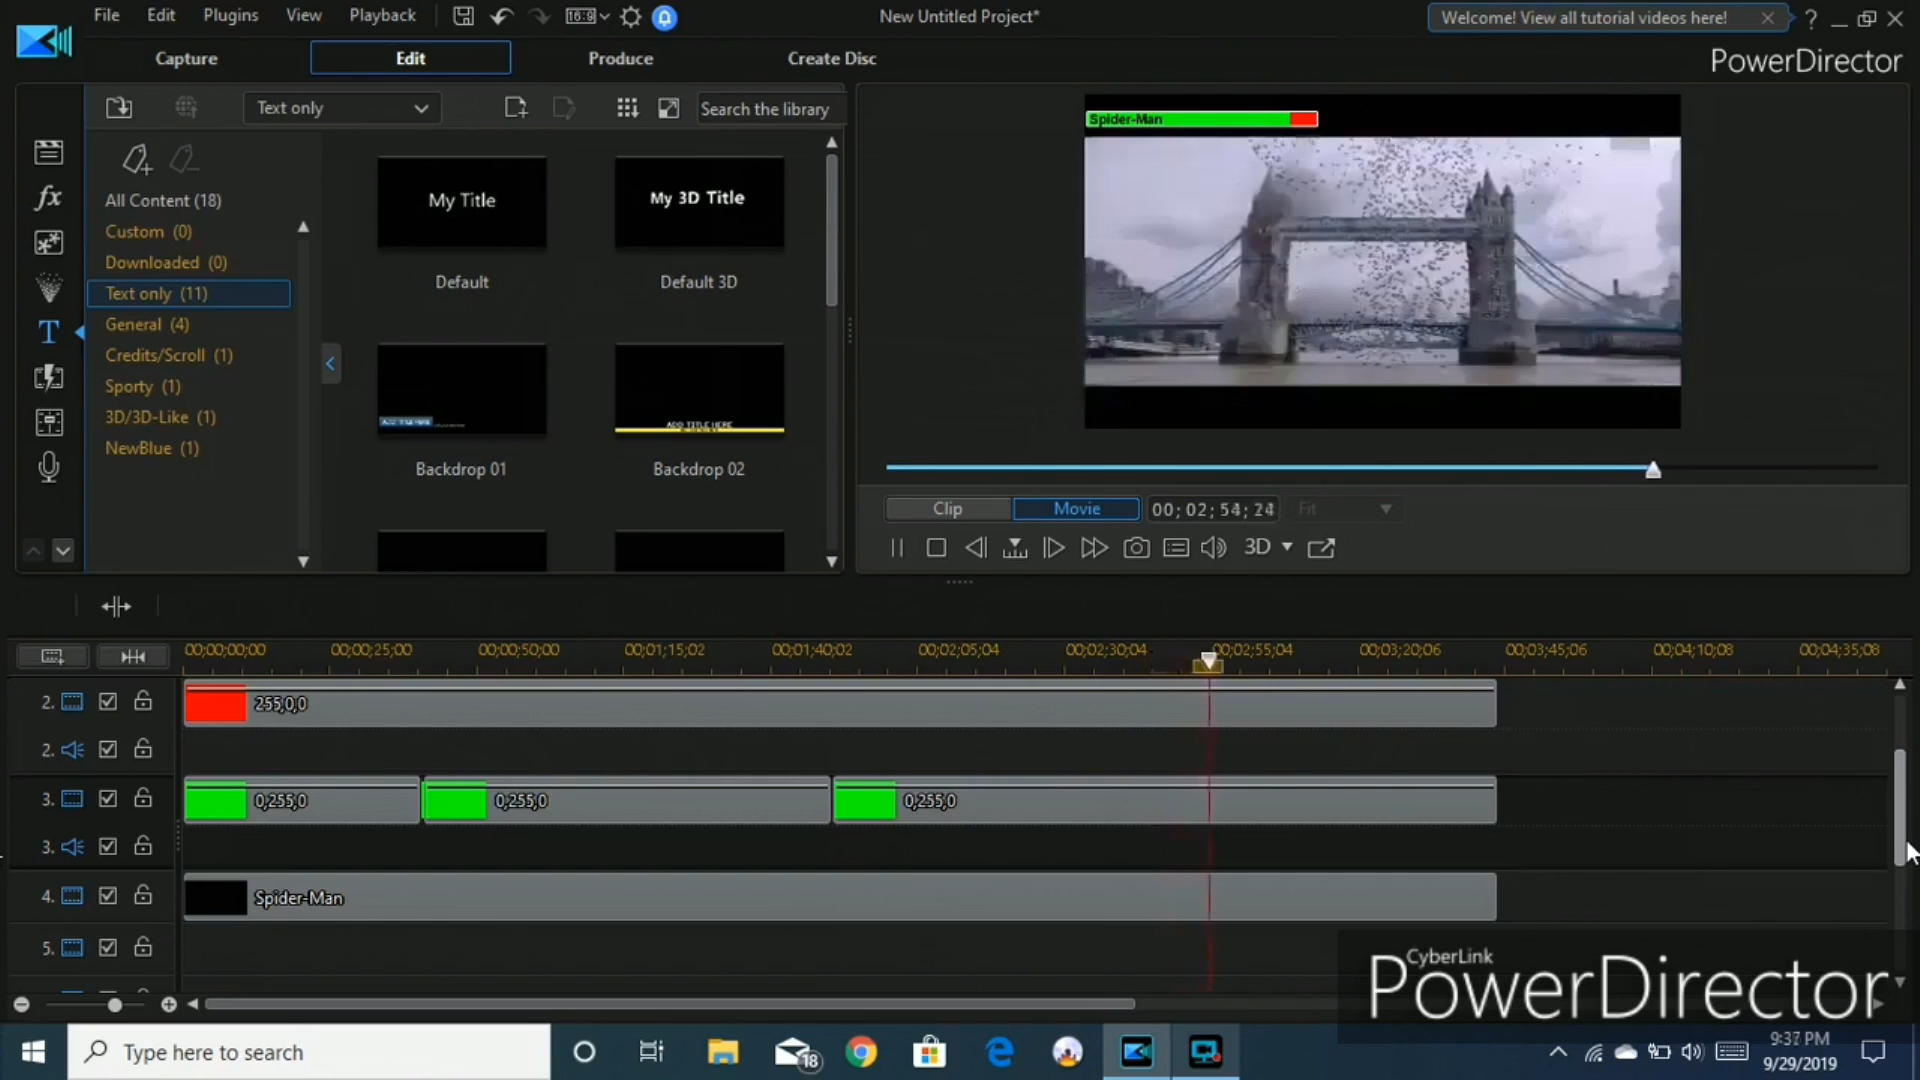 File Edit Plugins View Playback 16:9 New Untitled Project* Welcome! View all tutorial videos here! ?
Capture Edit Produce Create Disc PowerDirector
Text only Search the library
All Content (18)
Custom (0)
Downloaded (0)
Text only (11)
General (4)
Credits/Scroll (1)
Sporty (1)
3D/3D-Like (1)
NewBlue (1)
fx
T
My Title
My 3D Title
Default
Default 3D
ADD TITLE HERE
ADD TITLE HERE
Backdrop 01
Backdrop 02
Spider-Man
Clip Movie 00; 02; 54; 24 Fit
3D
00;00;00;00 00;00;25;00 00;00;50;00 00;01;15;02 00;01;40;02 00;02;05;04 00;02;30;04 00;02;55;04 00;03;20;06 00;03;45;06 00;04;10;08 00;04;35;08
2. 255,0,0
2.
3. 0,255,0 0,255,0 0,255,0
3.
4. Spider-Man
5.
CyberLink
PowerDirector
Type here to search 18 9:37 PM
9/29/2019